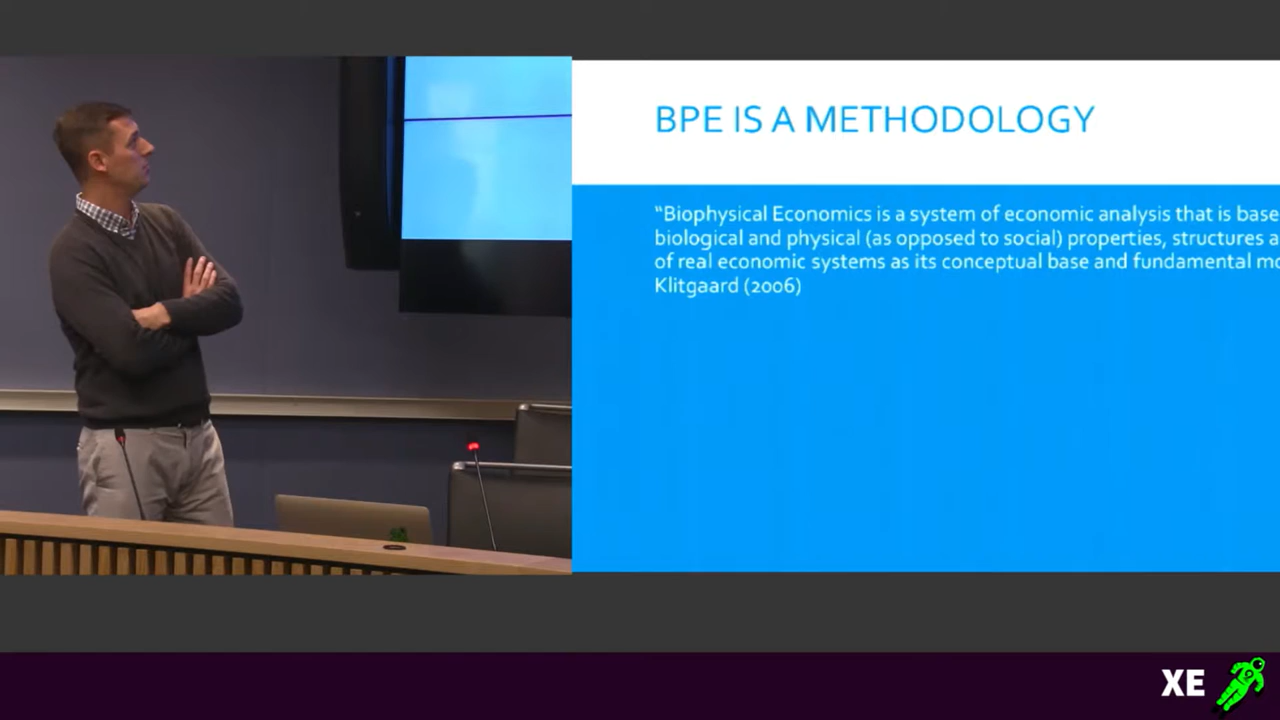 BPE IS A METHODOLOGY
“Biophysical Economics is a system of economic analysis that is base
biological and physical (as opposed to social) properties, structures a
of real economic systems as its conceptual base and fundamental mo
Klitgaard (2006)
XE